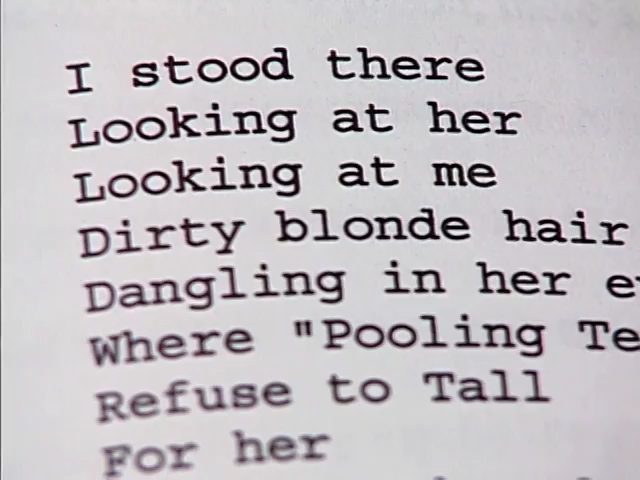 I stood there
Looking at her
Looking at me
Dirty blonde hair
Dangling in her
Where "Pooling
Refuse to Tall
For her